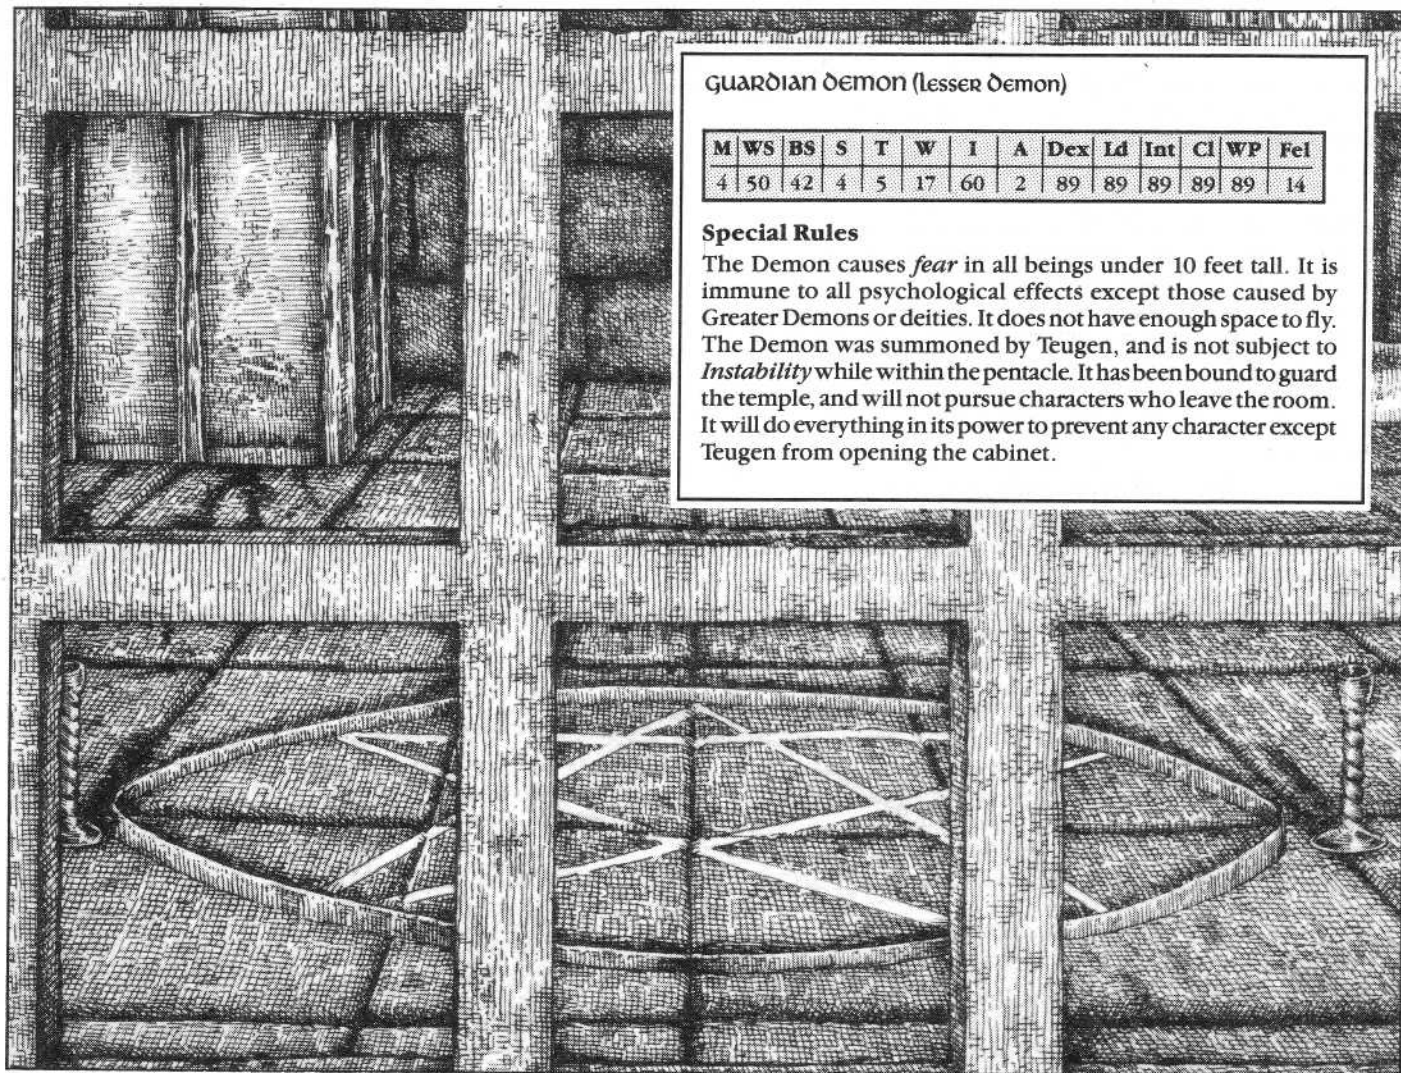 Guardian Demon (Lesser Demon)
M WS BS S T W I A Dex Ld Int Cl WP Fel
4 50 42 4 5 17 60 2 89 89 89 89 89 14
Special Rules
The Demon causes fear in all beings under 10 feet tall. It is
immune to all psychological effects except those caused by
Greater Demons or deities. It does not have enough space to fly.
The Demon was summoned by Teugen, and is not subject to
Instability while within the pentacle. It has been bound to guard
the temple, and will not pursue characters who leave the room.
It will do everything in its power to prevent any character except
Teugen from opening the cabinet.